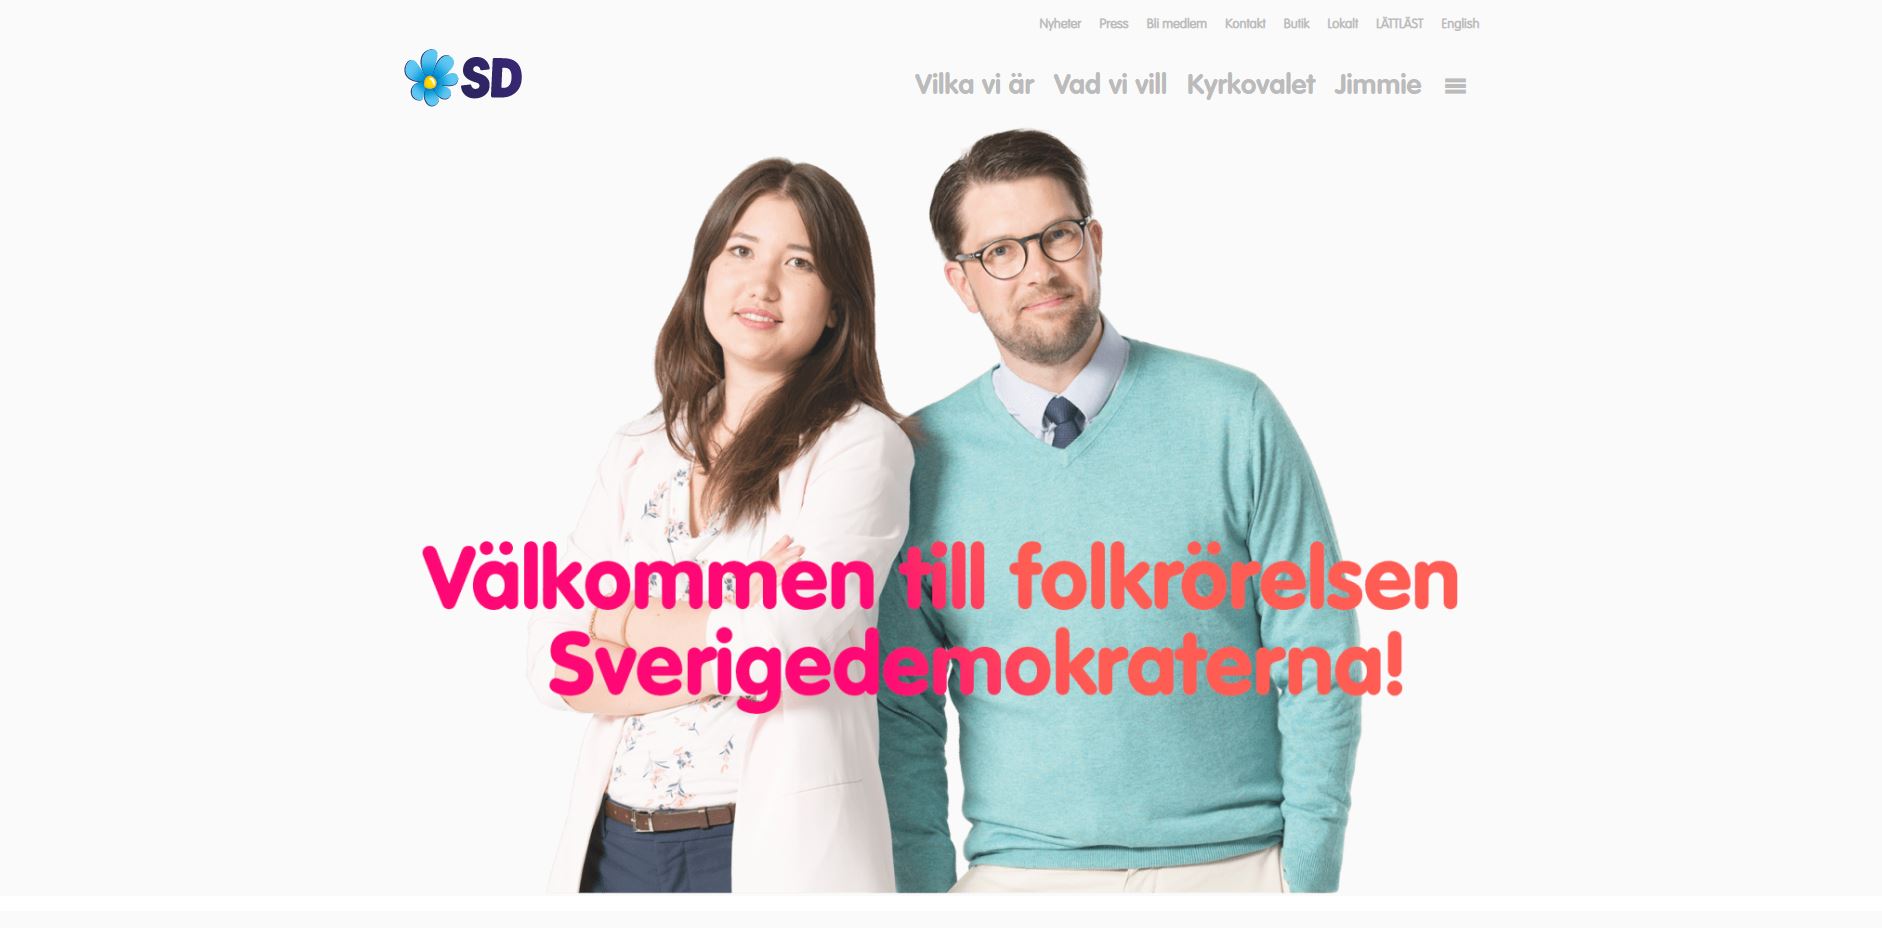 Nyheter Press Bli medlem Kontakt Butik Lokalt LÄTTLÄST English
SD
Vilka vi är Vad vi vill Kyrkovalet Jimmie
Välkommen till folkrörelsen
Sverigedemokraterna!